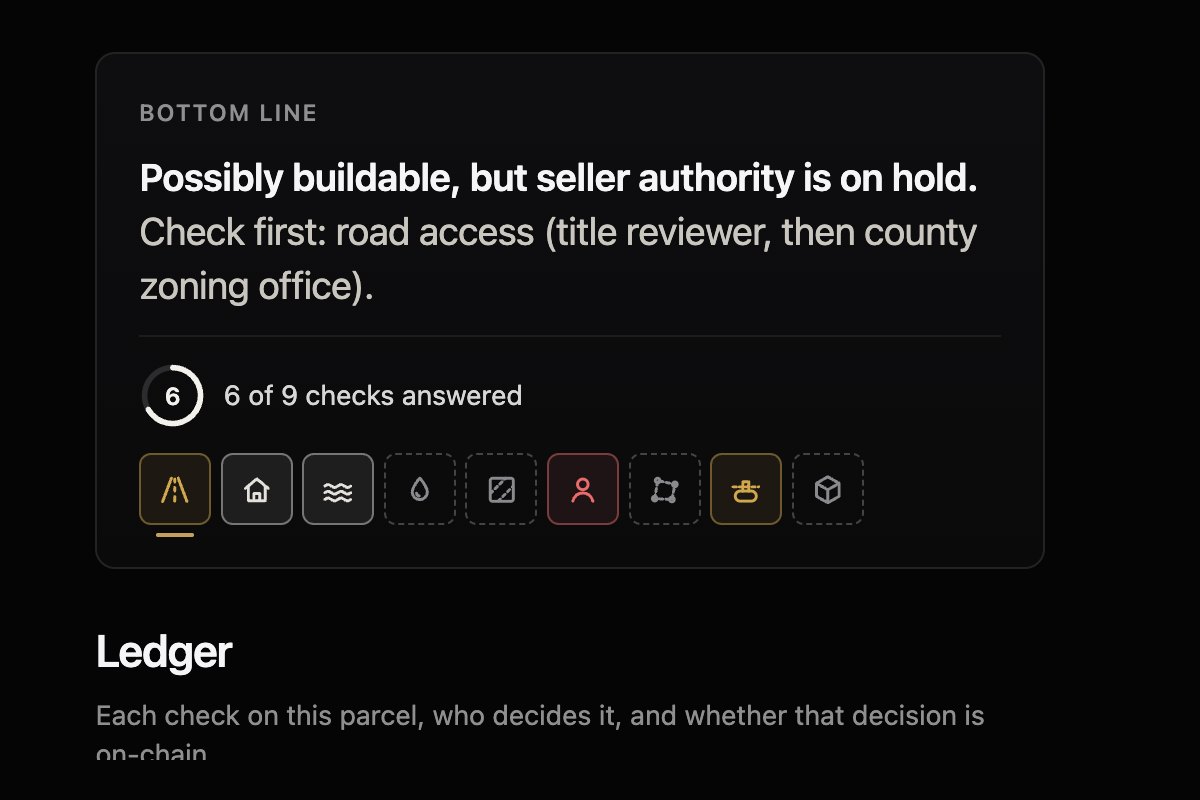 BOTTOM LINE
Possibly buildable, but seller authority is on hold.
Check first: road access (title reviewer, then county
zoning office).
6
6 of 9 checks answered
Ledger
Each check on this parcel, who decides it, and whether that decision is
on-chain